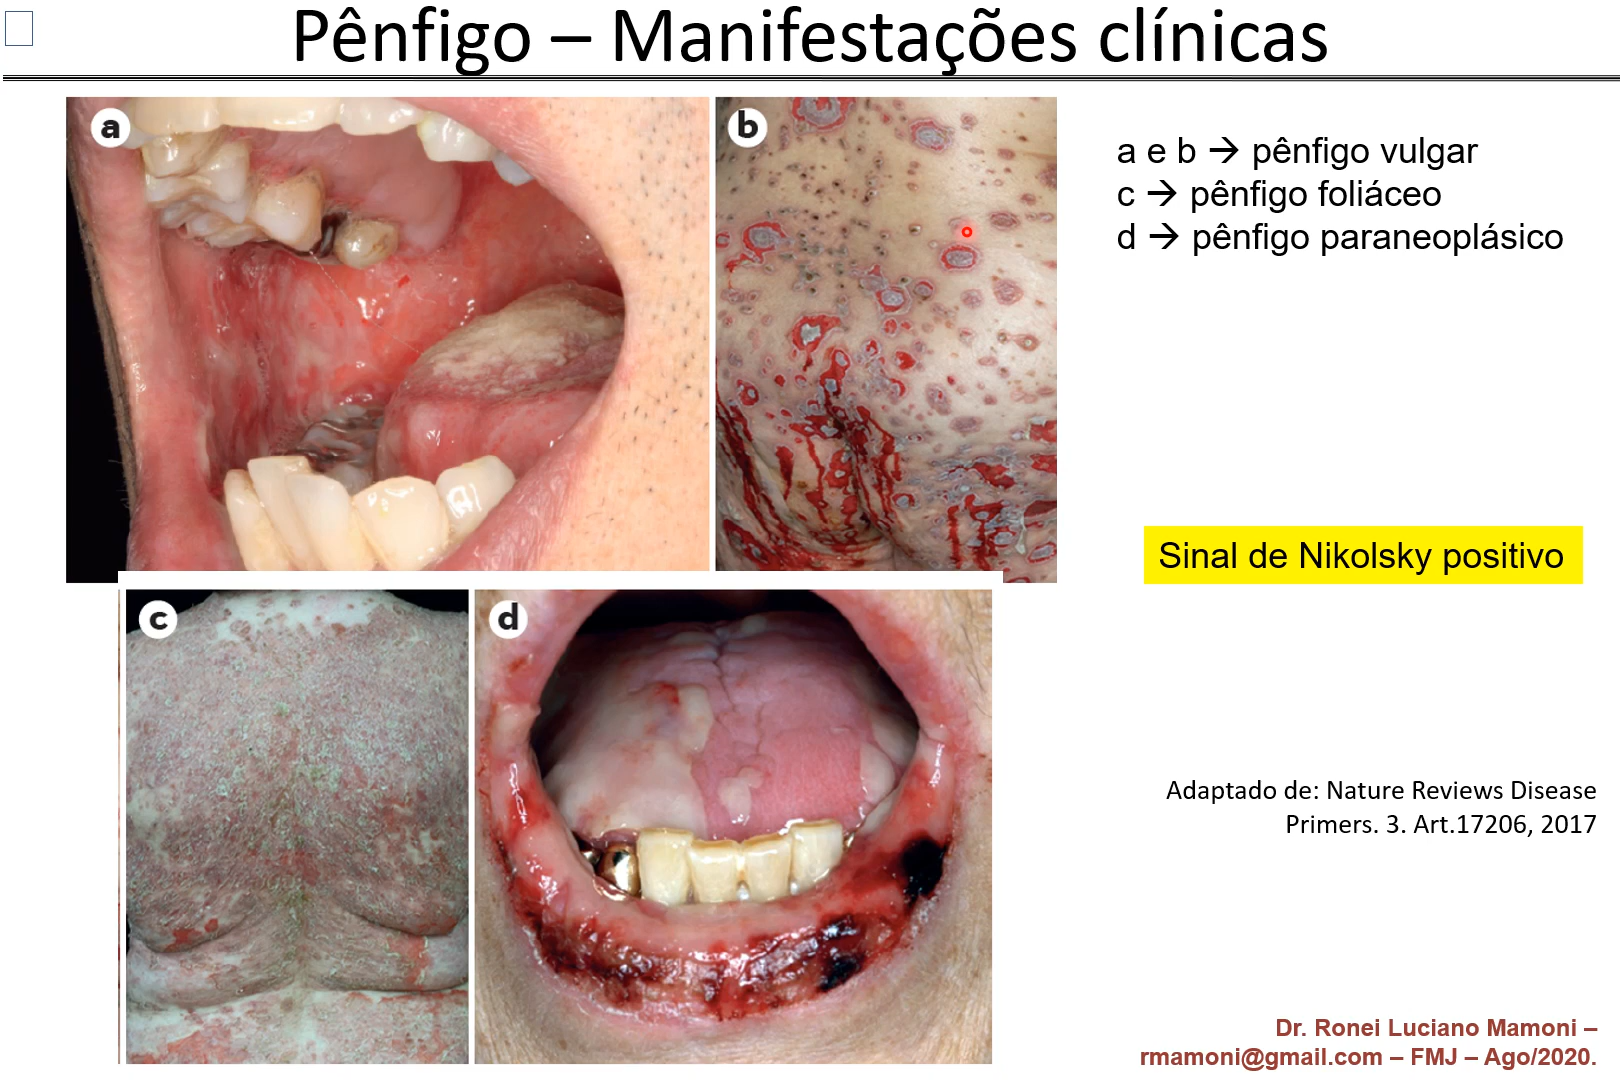 Pênfigo – Manifestações clínicas
a
b
a e b → pênfigo vulgar
c → pênfigo foliáceo
d → pênfigo paraneoplásico
Sinal de Nikolsky positivo
c
d
Adaptado de: Nature Reviews Disease
Primers. 3. Art.17206, 2017
Dr. Ronei Luciano Mamoni –
rmamoni@gmail.com – FMJ – Ago/2020.